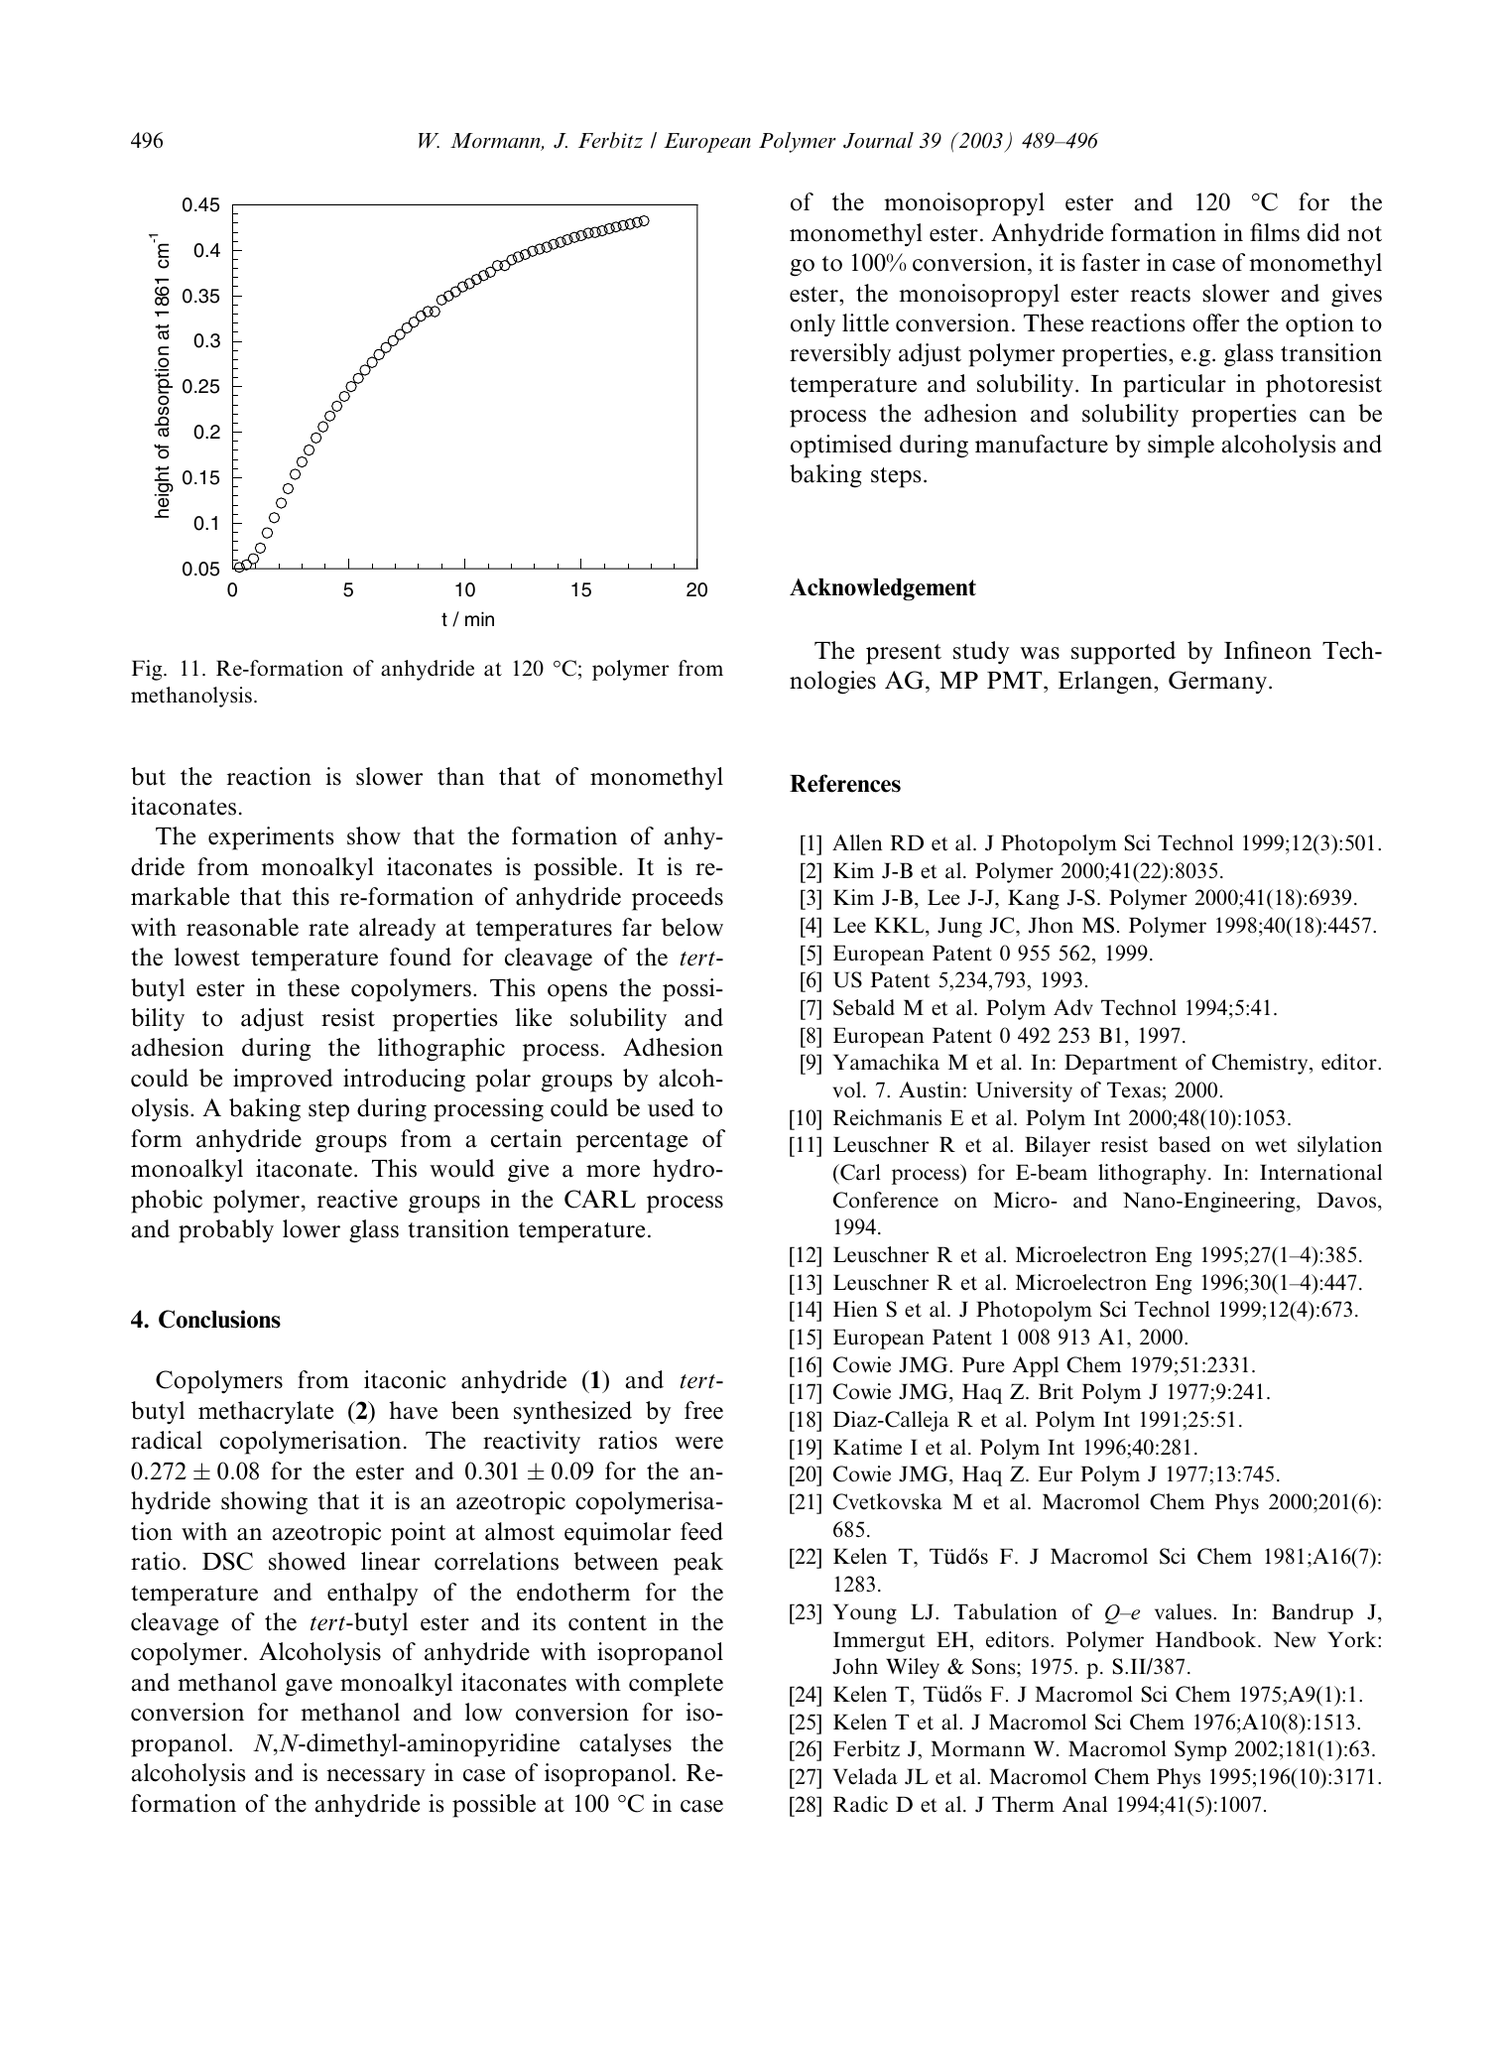 496
W. Mormann, J. Ferbitz / European Polymer Journal 39 (2003) 489–496
0.45
0.4
0.35
0.3
0.25
0.2
0.15
0.1
0.05
height of absorption at 1861 cm-1
0 5 10 15 20
t / min
Fig. 11. Re-formation of anhydride at 120 °C; polymer from
methanolysis.
but the reaction is slower than that of monomethyl
itaconates.
The experiments show that the formation of anhy-
dride from monoalkyl itaconates is possible. It is re-
markable that this re-formation of anhydride proceeds
with reasonable rate already at temperatures far below
the lowest temperature found for cleavage of the tert-
butyl ester in these copolymers. This opens the possi-
bility to adjust resist properties like solubility and
adhesion during the lithographic process. Adhesion
could be improved introducing polar groups by alcoh-
olysis. A baking step during processing could be used to
form anhydride groups from a certain percentage of
monoalkyl itaconate. This would give a more hydro-
phobic polymer, reactive groups in the CARL process
and probably lower glass transition temperature.
4. Conclusions
Copolymers from itaconic anhydride (1) and tert-
butyl methacrylate (2) have been synthesized by free
radical copolymerisation. The reactivity ratios were
0.272 ± 0.08 for the ester and 0.301 ± 0.09 for the an-
hydride showing that it is an azeotropic copolymerisa-
tion with an azeotropic point at almost equimolar feed
ratio. DSC showed linear correlations between peak
temperature and enthalpy of the endotherm for the
cleavage of the tert-butyl ester and its content in the
copolymer. Alcoholysis of anhydride with isopropanol
and methanol gave monoalkyl itaconates with complete
conversion for methanol and low conversion for iso-
propanol. N,N-dimethyl-aminopyridine catalyses the
alcoholysis and is necessary in case of isopropanol. Re-
formation of the anhydride is possible at 100 °C in case
of the monoisopropyl ester and 120 °C for the
monomethyl ester. Anhydride formation in films did not
go to 100% conversion, it is faster in case of monomethyl
ester, the monoisopropyl ester reacts slower and gives
only little conversion. These reactions offer the option to
reversibly adjust polymer properties, e.g. glass transition
temperature and solubility. In particular in photoresist
process the adhesion and solubility properties can be
optimised during manufacture by simple alcoholysis and
baking steps.
Acknowledgement
The present study was supported by Infineon Tech-
nologies AG, MP PMT, Erlangen, Germany.
References
[1] Allen RD et al. J Photopolym Sci Technol 1999;12(3):501.
[2] Kim J-B et al. Polymer 2000;41(22):8035.
[3] Kim J-B, Lee J-J, Kang J-S. Polymer 2000;41(18):6939.
[4] Lee KKL, Jung JC, Jhon MS. Polymer 1998;40(18):4457.
[5] European Patent 0 955 562, 1999.
[6] US Patent 5,234,793, 1993.
[7] Sebald M et al. Polym Adv Technol 1994;5:41.
[8] European Patent 0 492 253 B1, 1997.
[9] Yamachika M et al. In: Department of Chemistry, editor.
vol. 7. Austin: University of Texas; 2000.
[10] Reichmanis E et al. Polym Int 2000;48(10):1053.
[11] Leuschner R et al. Bilayer resist based on wet silylation
(Carl process) for E-beam lithography. In: International
Conference on Micro- and Nano-Engineering, Davos,
1994.
[12] Leuschner R et al. Microelectron Eng 1995;27(1–4):385.
[13] Leuschner R et al. Microelectron Eng 1996;30(1–4):447.
[14] Hien S et al. J Photopolym Sci Technol 1999;12(4):673.
[15] European Patent 1 008 913 A1, 2000.
[16] Cowie JMG. Pure Appl Chem 1979;51:2331.
[17] Cowie JMG, Haq Z. Brit Polym J 1977;9:241.
[18] Diaz-Calleja R et al. Polym Int 1991;25:51.
[19] Katime I et al. Polym Int 1996;40:281.
[20] Cowie JMG, Haq Z. Eur Polym J 1977;13:745.
[21] Cvetkovska M et al. Macromol Chem Phys 2000;201(6):
685.
[22] Kelen T, Tüdős F. J Macromol Sci Chem 1981;A16(7):
1283.
[23] Young LJ. Tabulation of Q–e values. In: Bandrup J,
Immergut EH, editors. Polymer Handbook. New York:
John Wiley & Sons; 1975. p. S.II/387.
[24] Kelen T, Tüdős F. J Macromol Sci Chem 1975;A9(1):1.
[25] Kelen T et al. J Macromol Sci Chem 1976;A10(8):1513.
[26] Ferbitz J, Mormann W. Macromol Symp 2002;181(1):63.
[27] Velada JL et al. Macromol Chem Phys 1995;196(10):3171.
[28] Radic D et al. J Therm Anal 1994;41(5):1007.